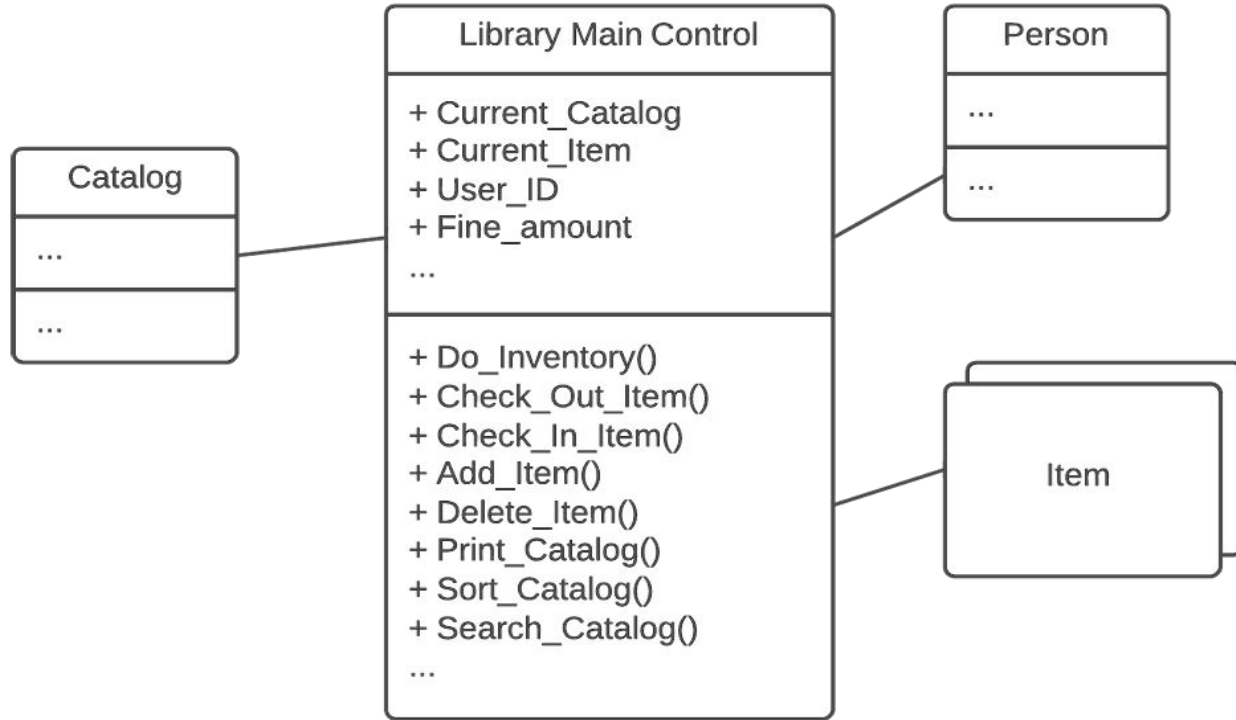 Library Main Control
+ Current_Catalog
+ Current_Item
+ User_ID
+ Fine_amount
...
+ Do_Inventory()
+ Check_Out_Item()
+ Check_In_Item()
+ Add_Item()
+ Delete_Item()
+ Print_Catalog()
+ Sort_Catalog()
+ Search_Catalog()
...
Catalog
...
...
Person
...
...
Item